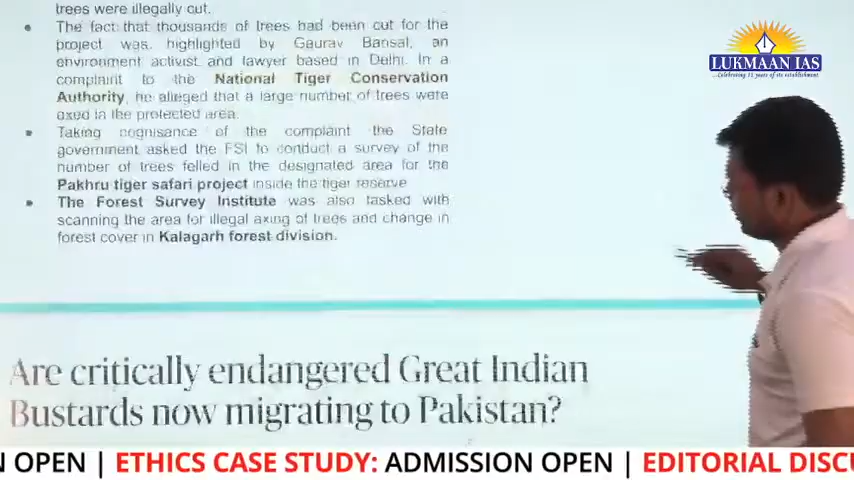 trees were illegally cut.
• The fact that thousands of trees had been cut for the
project was highlighted by Gaurav Bansal, an
environment activist and lawyer based in Delhi. In a
complaint to the National Tiger Conservation
Authority, he alleged that a large number of trees were
axed in the protected area.
• Taking cognisance of the complaint the State
government asked the FSI to conduct a survey of the
number of trees felled in the designated area for the
Pakhru tiger safari project inside the tiger reserve
• The Forest Survey Institute was also tasked with
scanning the area for illegal axing of trees and change in
forest cover in Kalagarh forest division.
LUKMAAN IAS
...Celebrating 11 years of its establishment
Are critically endangered Great Indian
Bustards now migrating to Pakistan?
N OPEN | ETHICS CASE STUDY: ADMISSION OPEN | EDITORIAL DISCU